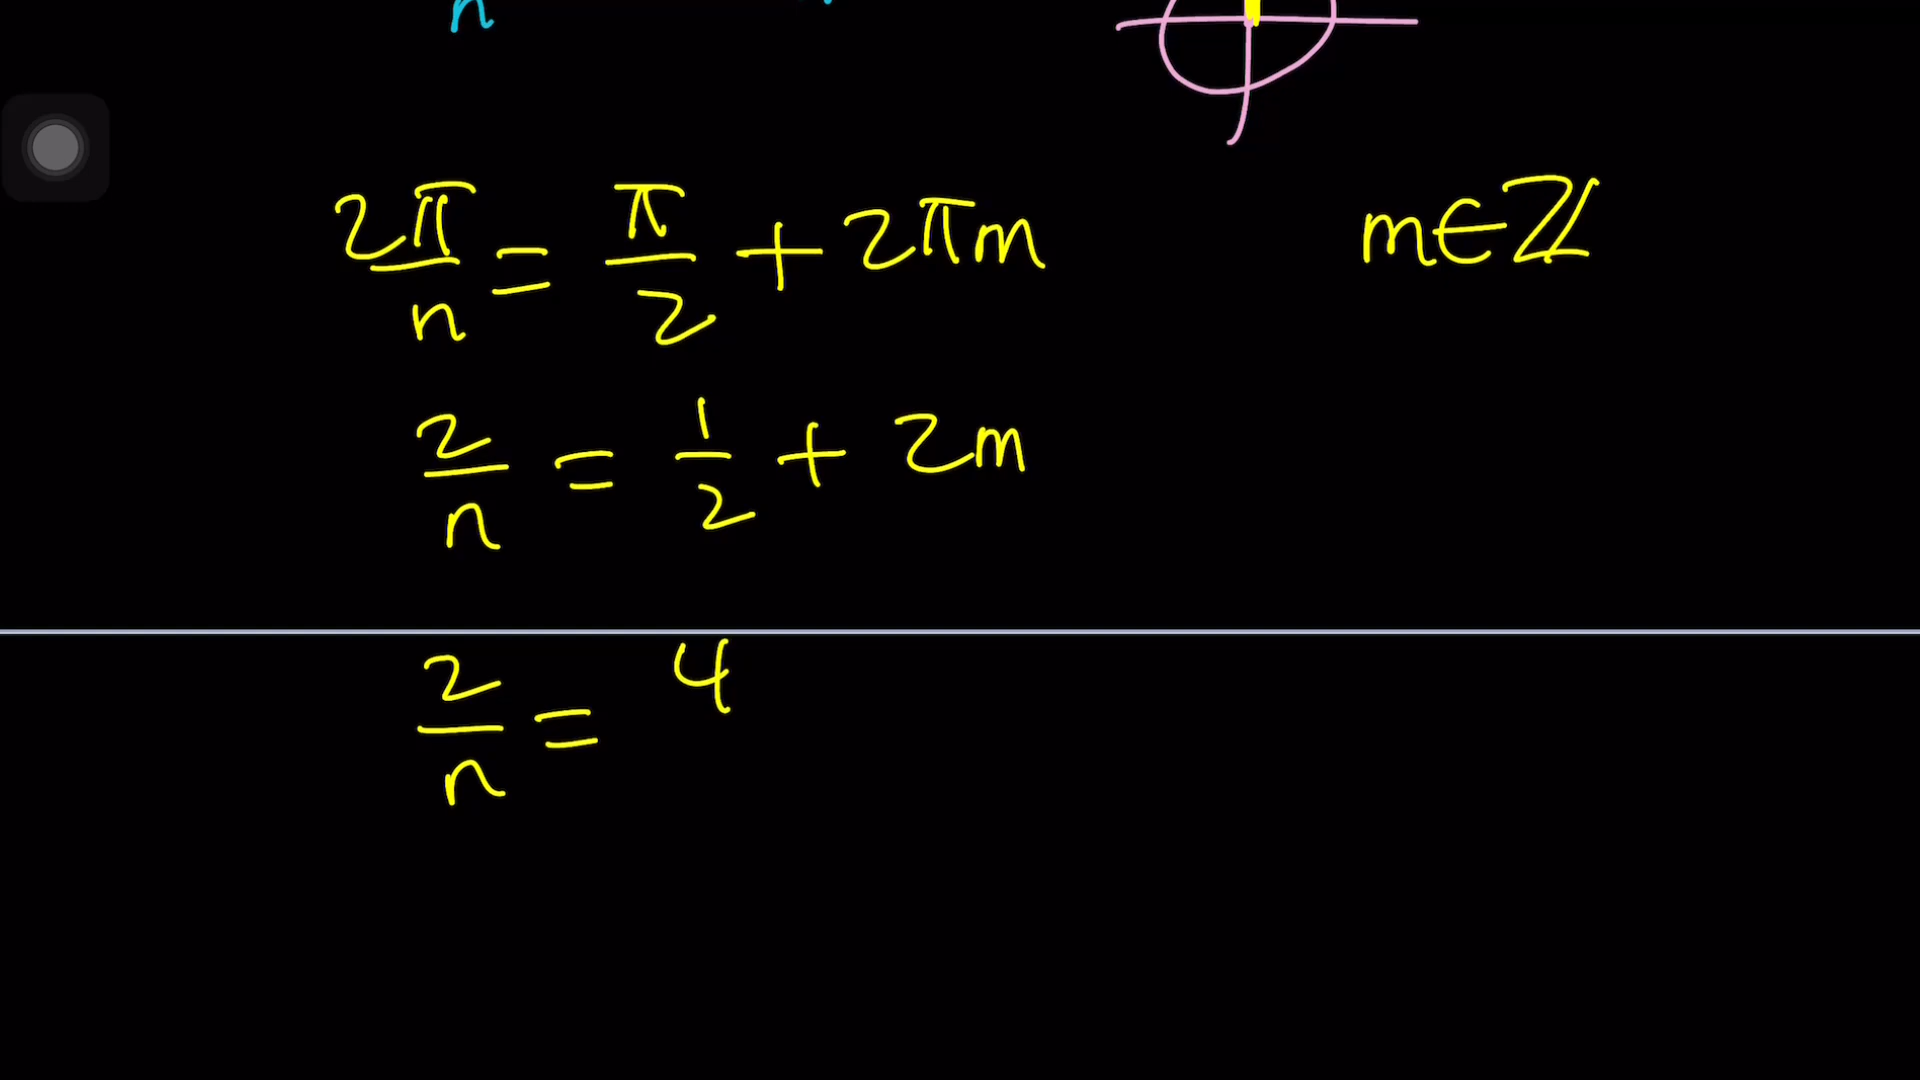 n
2π/n = π/2 + 2πm m∈ℤ
2/n = 1/2 + 2m
2/n = 4